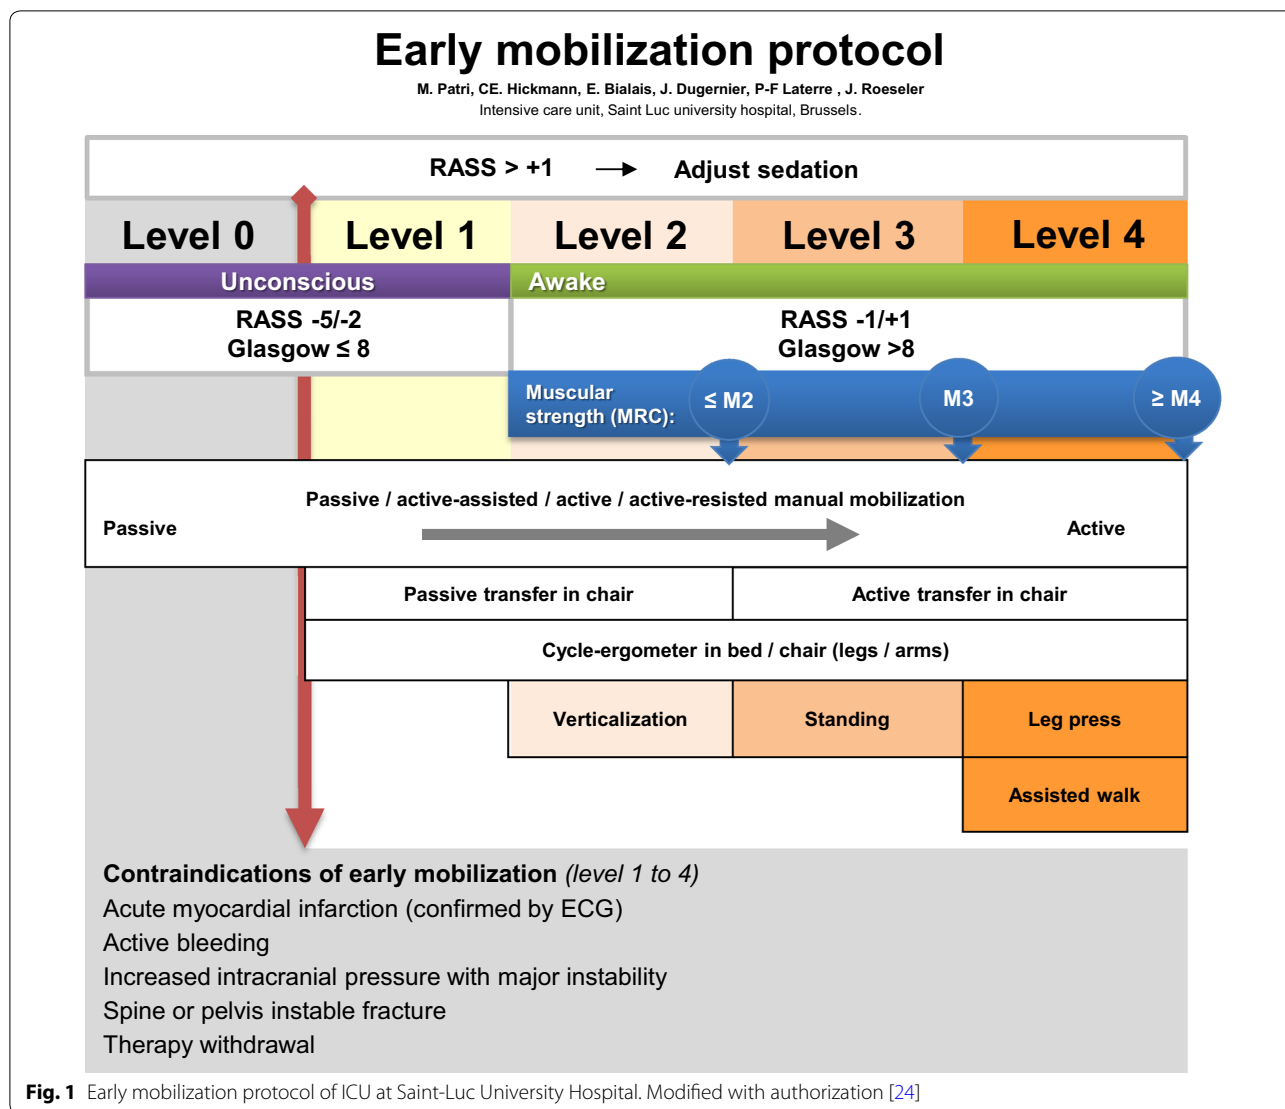 Early mobilization protocol
M. Patri, CE. Hickmann, E. Bialais, J. Dugernier, P-F Laterre , J. Roeseler
Intensive care unit, Saint Luc university hospital, Brussels.
RASS > +1 → Adjust sedation
Level 0 Level 1 Level 2 Level 3 Level 4
Unconscious Awake
RASS -5/-2 RASS -1/+1
Glasgow ≤ 8 Glasgow >8
Muscular
strength (MRC): ≤ M2 M3 ≥ M4
Passive / active-assisted / active / active-resisted manual mobilization
Passive Active
Passive transfer in chair Active transfer in chair
Cycle-ergometer in bed / chair (legs / arms)
Verticalization Standing Leg press
Assisted walk
Contraindications of early mobilization (level 1 to 4)
Acute myocardial infarction (confirmed by ECG)
Active bleeding
Increased intracranial pressure with major instability
Spine or pelvis instable fracture
Therapy withdrawal
Fig. 1 Early mobilization protocol of ICU at Saint-Luc University Hospital. Modified with authorization [24]